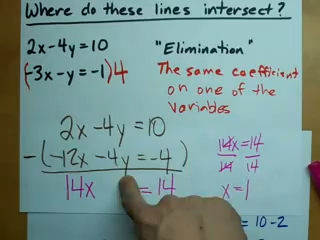 Where do these lines intersect?
2x-4y=10
"Elimination"
(-3x-y=-1)4
The same coefficient
on one of the
variables
2x-4y=10
-(-12x-4y=-4)
14x =14
14x=14
14 14
x=1
=10-2